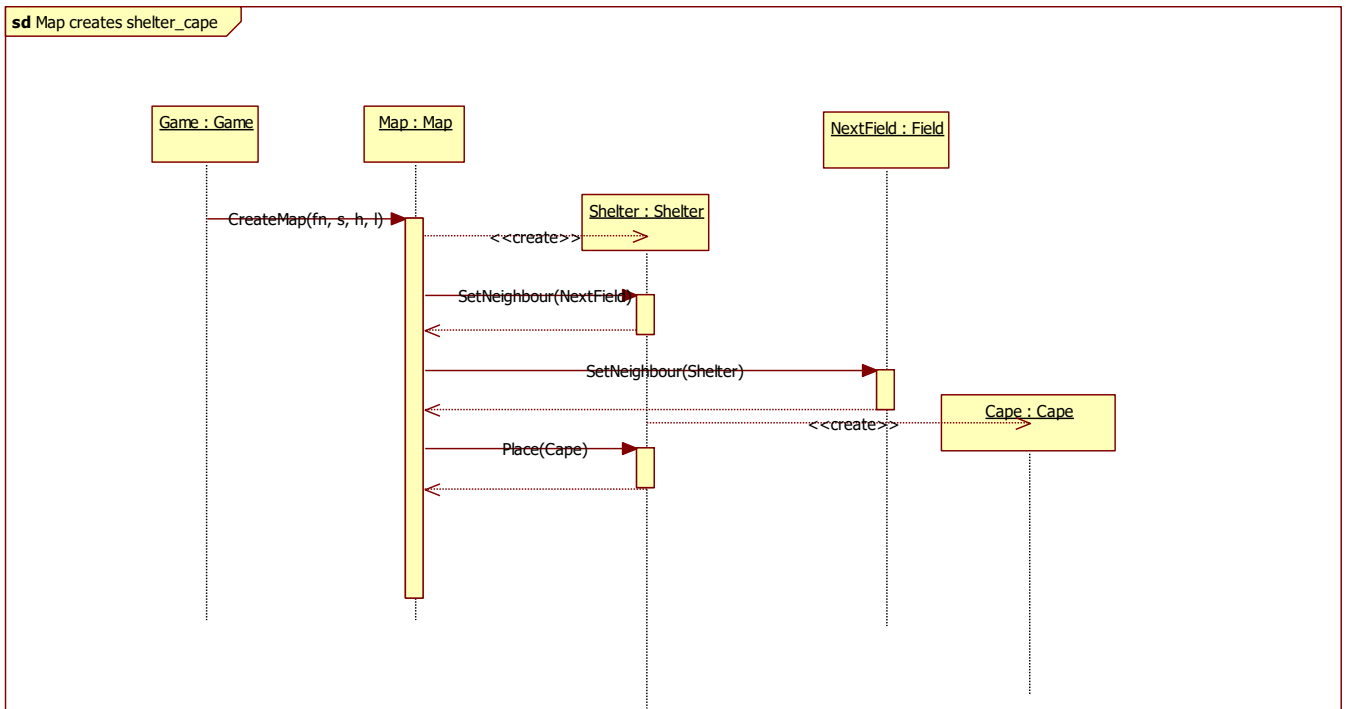 sd Map creates shelter_cape
Game : Game
Map : Map
NextField : Field
Shelter : Shelter
CreateMap(fn, s, h, l)
<<create>>
SetNeighbour(NextField)
SetNeighbour(Shelter)
Cape : Cape
<<create>>
Place(Cape)